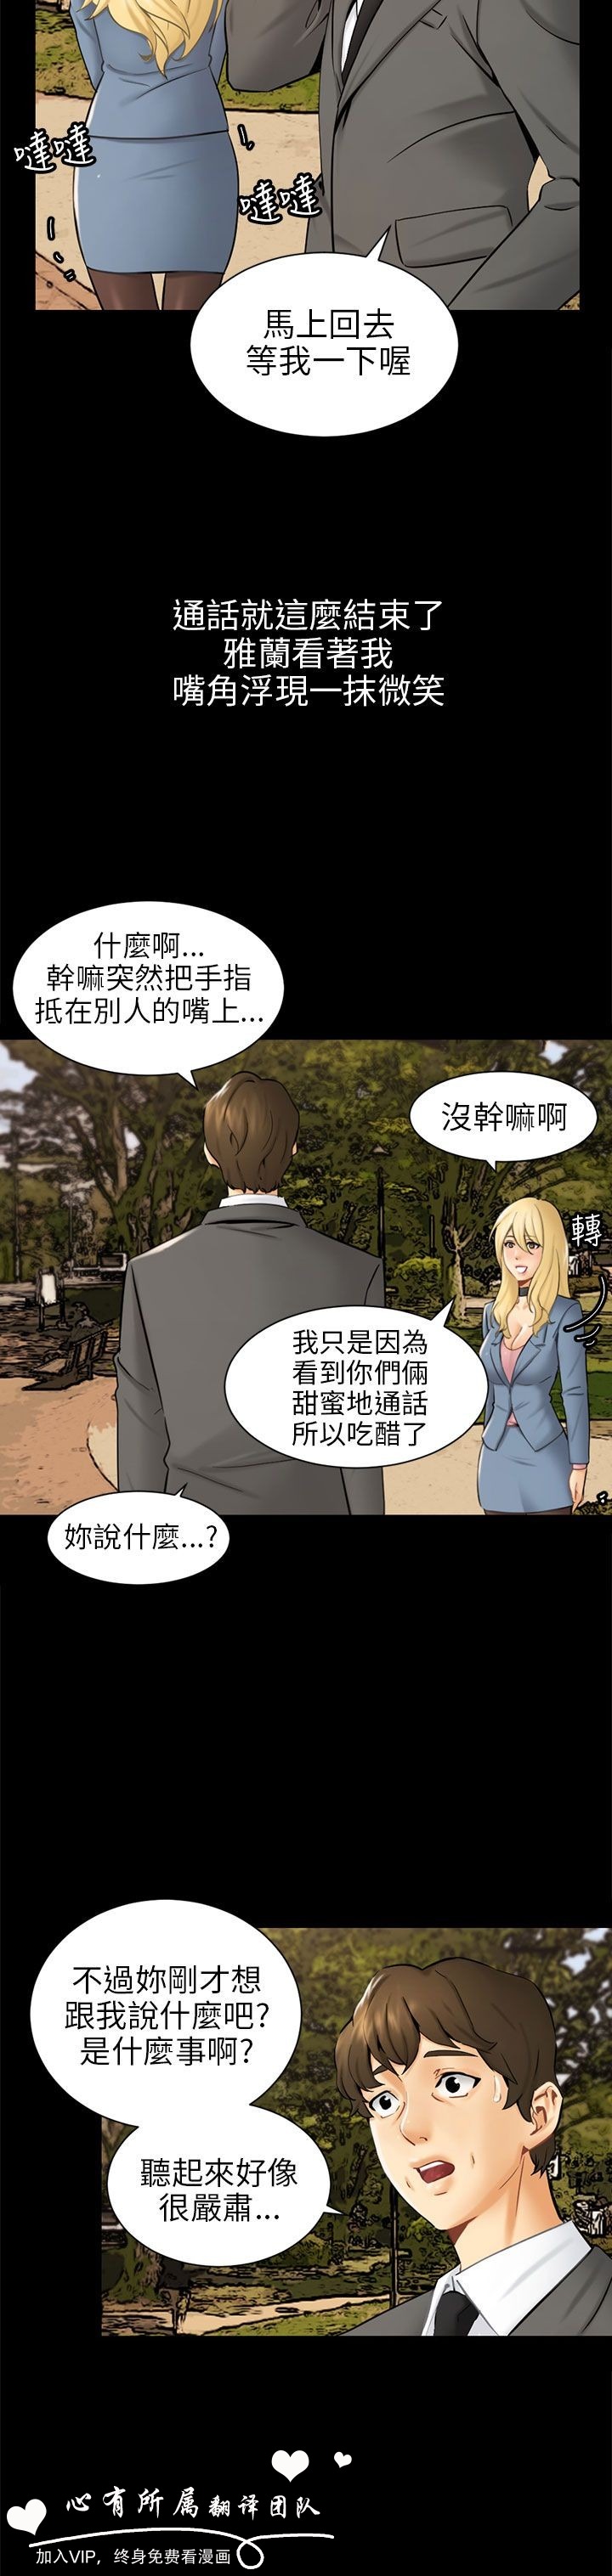 噠噠
噠噠
馬上回去
等我一下喔
通話就這麼結束了
雅蘭看著我
嘴角浮現一抹微笑
什麼啊...
幹嘛突然把手指
抵在別人的嘴上...
沒幹嘛啊
轉
我只是因為
看到你們倆
甜蜜地通話
所以吃醋了
妳說什麼...?
不過妳剛才想
跟我說什麼吧?
是什麼事啊?
聽起來好像
很嚴肅...
心有所属翻译团队
加入VIP，终身免费看漫画